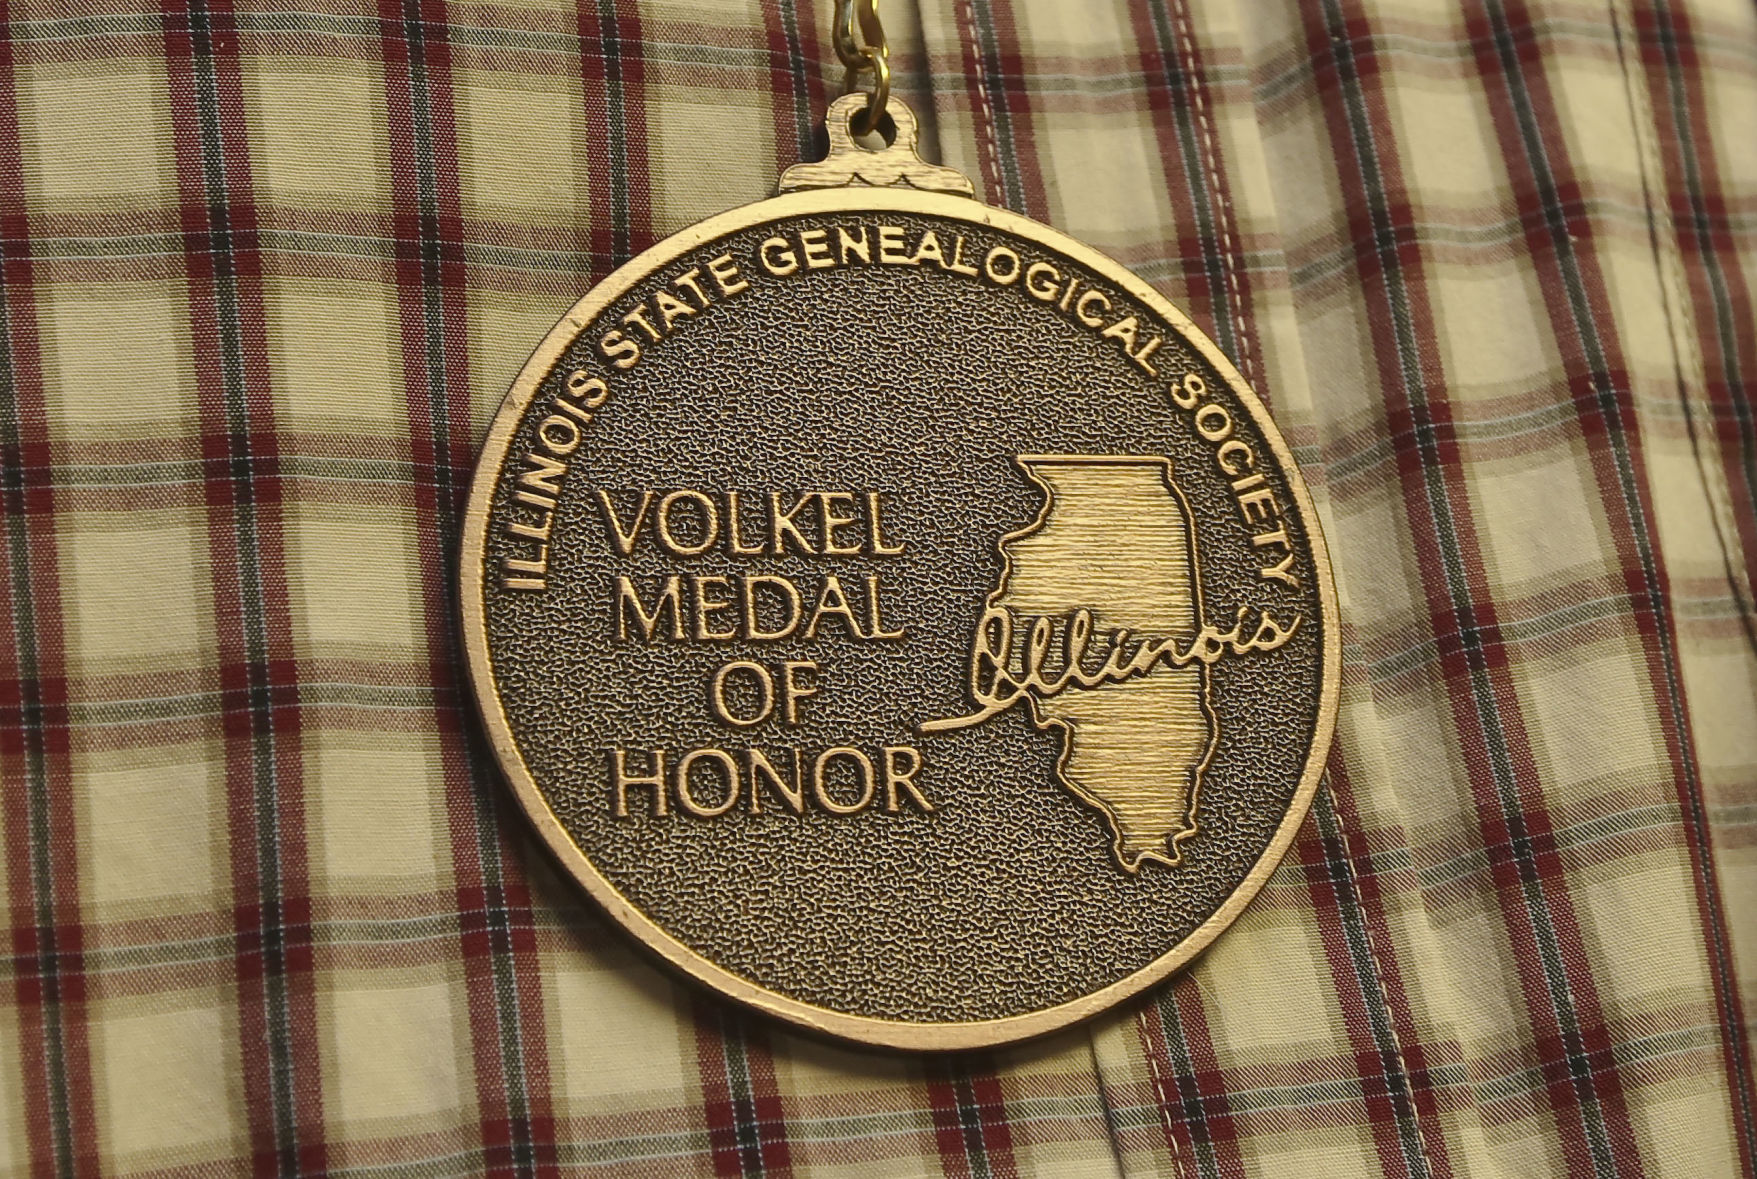 ILLINOIS STATE GENEALOGICAL SOCIETY
VOLKEL
MEDAL
OF
HONOR
Illinois